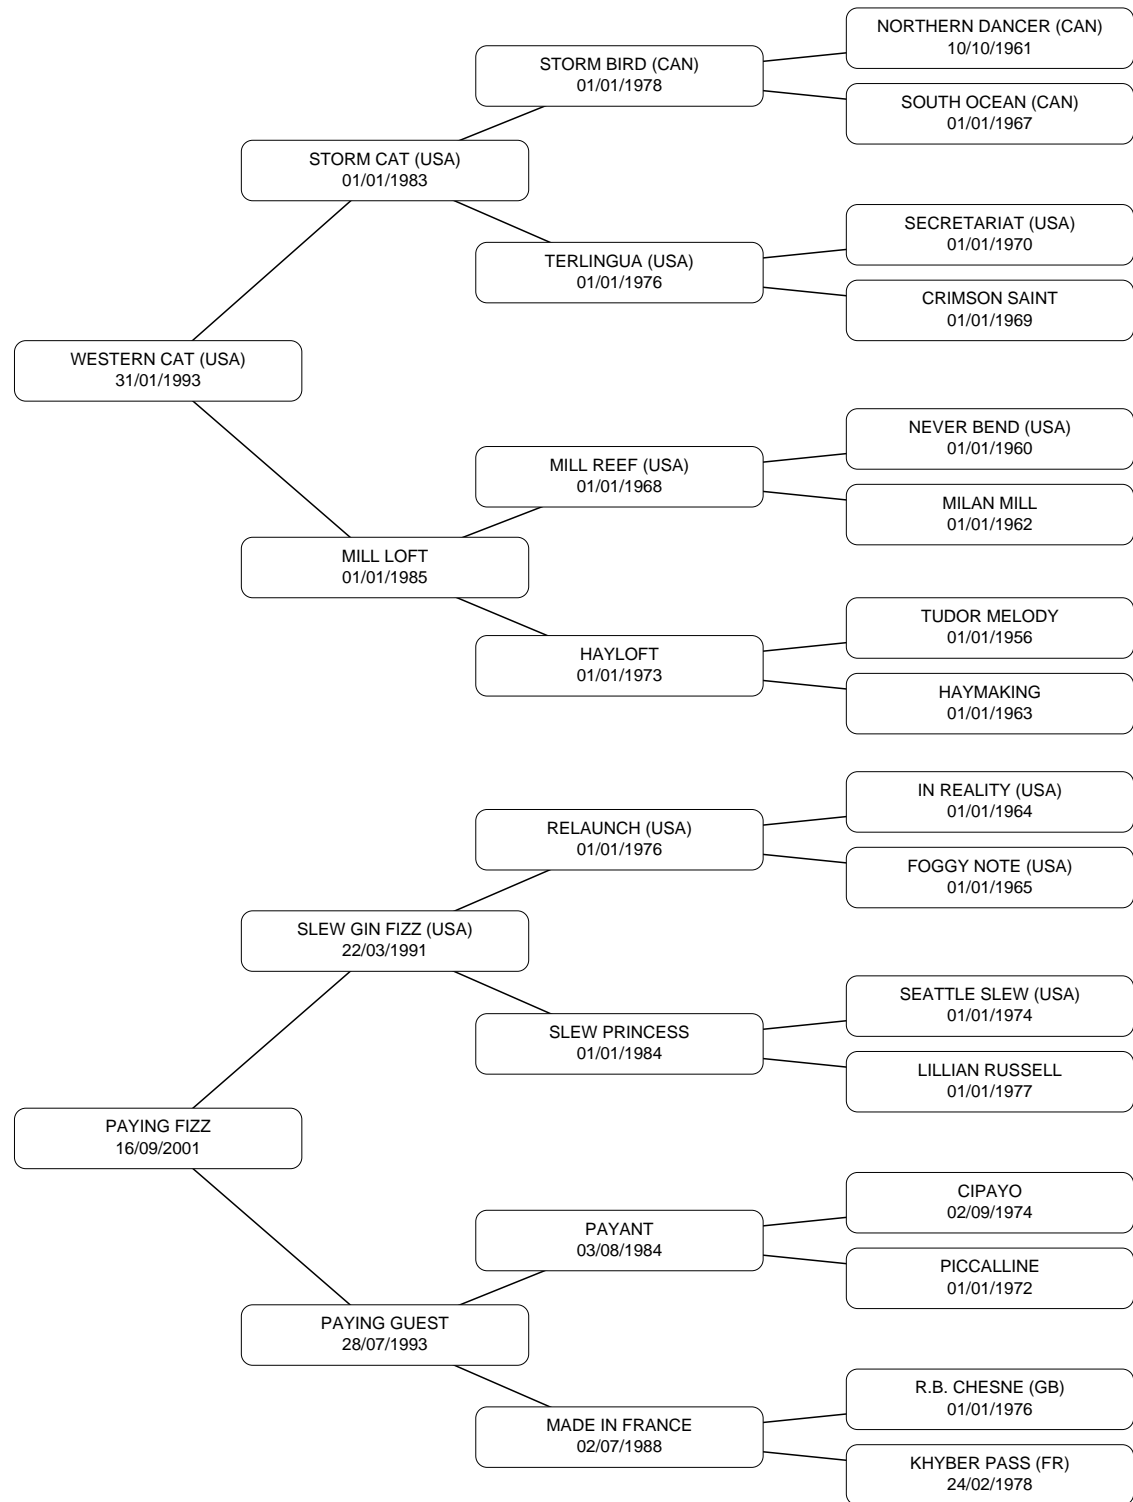 NORTHERN DANCER (CAN)
10/10/1961
STORM BIRD (CAN)
01/01/1978
SOUTH OCEAN (CAN)
01/01/1967
STORM CAT (USA)
01/01/1983
SECRETARIAT (USA)
01/01/1970
TERLINGUA (USA)
01/01/1976
CRIMSON SAINT
01/01/1969
WESTERN CAT (USA)
31/01/1993
NEVER BEND (USA)
01/01/1960
MILL REEF (USA)
01/01/1968
MILAN MILL
01/01/1962
MILL LOFT
01/01/1985
TUDOR MELODY
01/01/1956
HAYLOFT
01/01/1973
HAYMAKING
01/01/1963
IN REALITY (USA)
01/01/1964
RELAUNCH (USA)
01/01/1976
FOGGY NOTE (USA)
01/01/1965
SLEW GIN FIZZ (USA)
22/03/1991
SEATTLE SLEW (USA)
01/01/1974
SLEW PRINCESS
01/01/1984
LILLIAN RUSSELL
01/01/1977
PAYING FIZZ
16/09/2001
CIPAYO
02/09/1974
PAYANT
03/08/1984
PICCALLINE
01/01/1972
PAYING GUEST
28/07/1993
R.B. CHESNE (GB)
01/01/1976
MADE IN FRANCE
02/07/1988
KHYBER PASS (FR)
24/02/1978